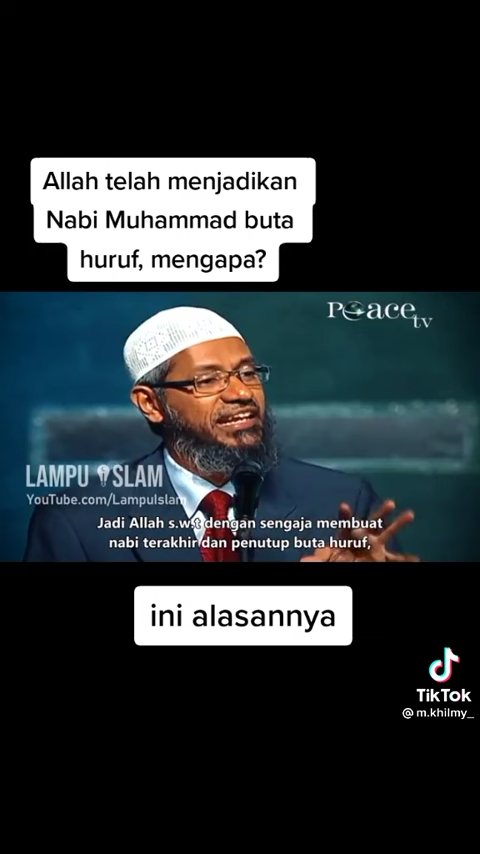 Allah telah menjadikan
Nabi Muhammad buta
huruf, mengapa?
Peace tv
LAMPU ISLAM
YouTube.com/LampuIslam
Jadi Allah s.w.t dengan sengaja membuat
nabi terakhir dan penutup buta huruf,
ini alasannya
TikTok
@m.khilmy_